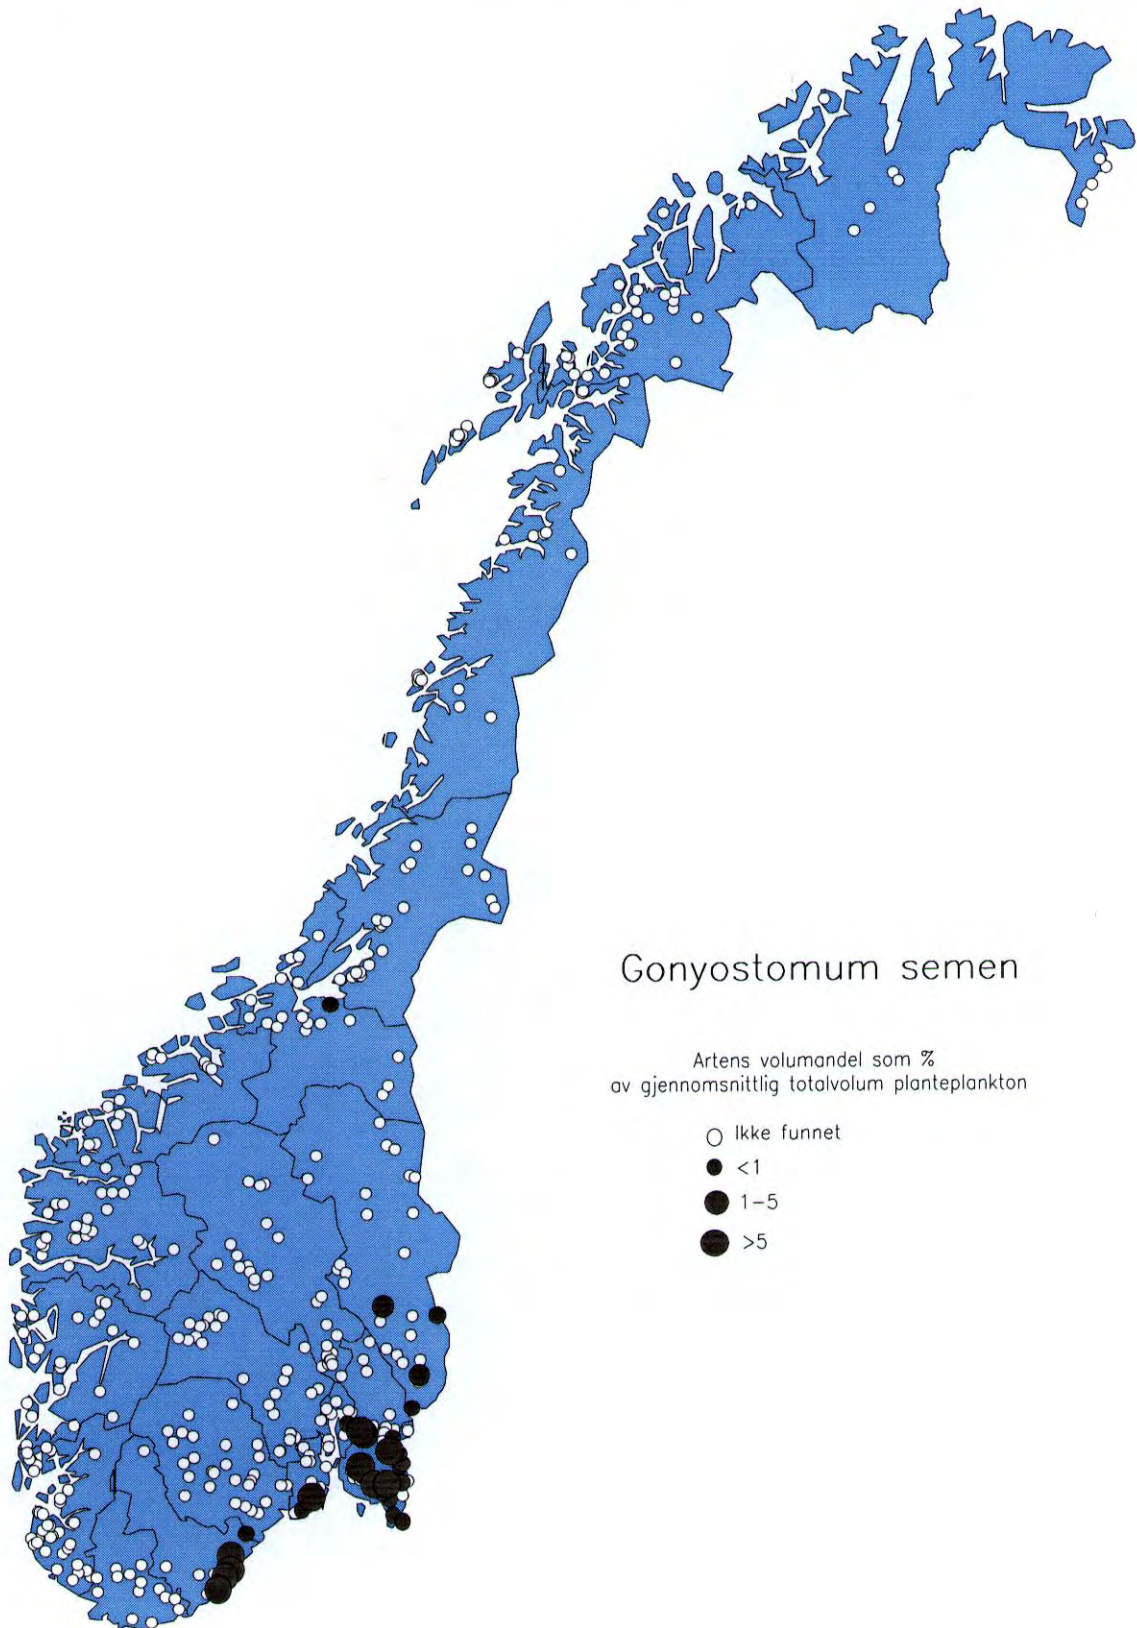 Gonyostomum semen
Artens volumandel som %
av gjennomsnittlig totalvolum planteplankton
Ikke funnet
<1
1-5
>5